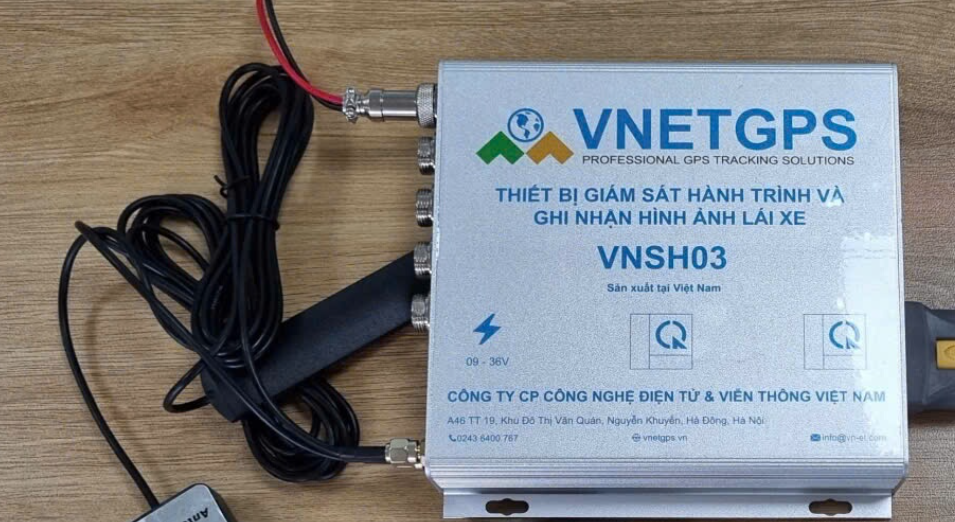 VNETGPS
PROFESSIONAL GPS TRACKING SOLUTIONS
THIẾT BỊ GIÁM SÁT HÀNH TRÌNH VÀ
GHI NHẬN HÌNH ẢNH LÁI XE
VNSH03
Sản xuất tại Việt Nam
09 - 36V
CÔNG TY CP CÔNG NGHỆ ĐIỆN TỬ & VIỄN THÔNG VIỆT NAM
A46 TT 19, Khu Đô Thị Văn Quán, Nguyễn Khuyến, Hà Đông, Hà Nội
0243 6400 767 vnetgps.vn info@vn-et.com